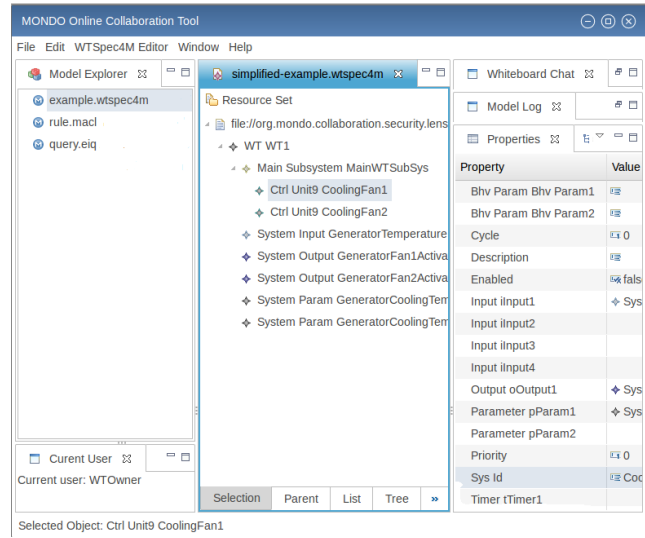 MONDO Online Collaboration Tool
File Edit WTSpec4M Editor Window Help
Model Explorer
example.wtspec4m
rule.macl
query.eiq
Curent User
Current user: WTOwner
simplified-example.wtspec4m
Resource Set
file://org.mondo.collaboration.security.lens
WT WT1
Main Subsystem MainWTSubSys
Ctrl Unit9 CoolingFan1
Ctrl Unit9 CoolingFan2
System Input GeneratorTemperature
System Output GeneratorFan1Activa
System Output GeneratorFan2Activa
System Param GeneratorCoolingTem
System Param GeneratorCoolingTem
Selection Parent List Tree »
Whiteboard Chat
Model Log
Properties
Property Value
Bhv Param Bhv Param1
Bhv Param Bhv Param2
Cycle 0
Description
Enabled fals
Input iInput1 Sys
Input iInput2
Input iInput3
Input iInput4
Output oOutput1 Sys
Parameter pParam1 Sys
Parameter pParam2
Priority 0
Sys Id Coo
Timer tTimer1
Selected Object: Ctrl Unit9 CoolingFan1